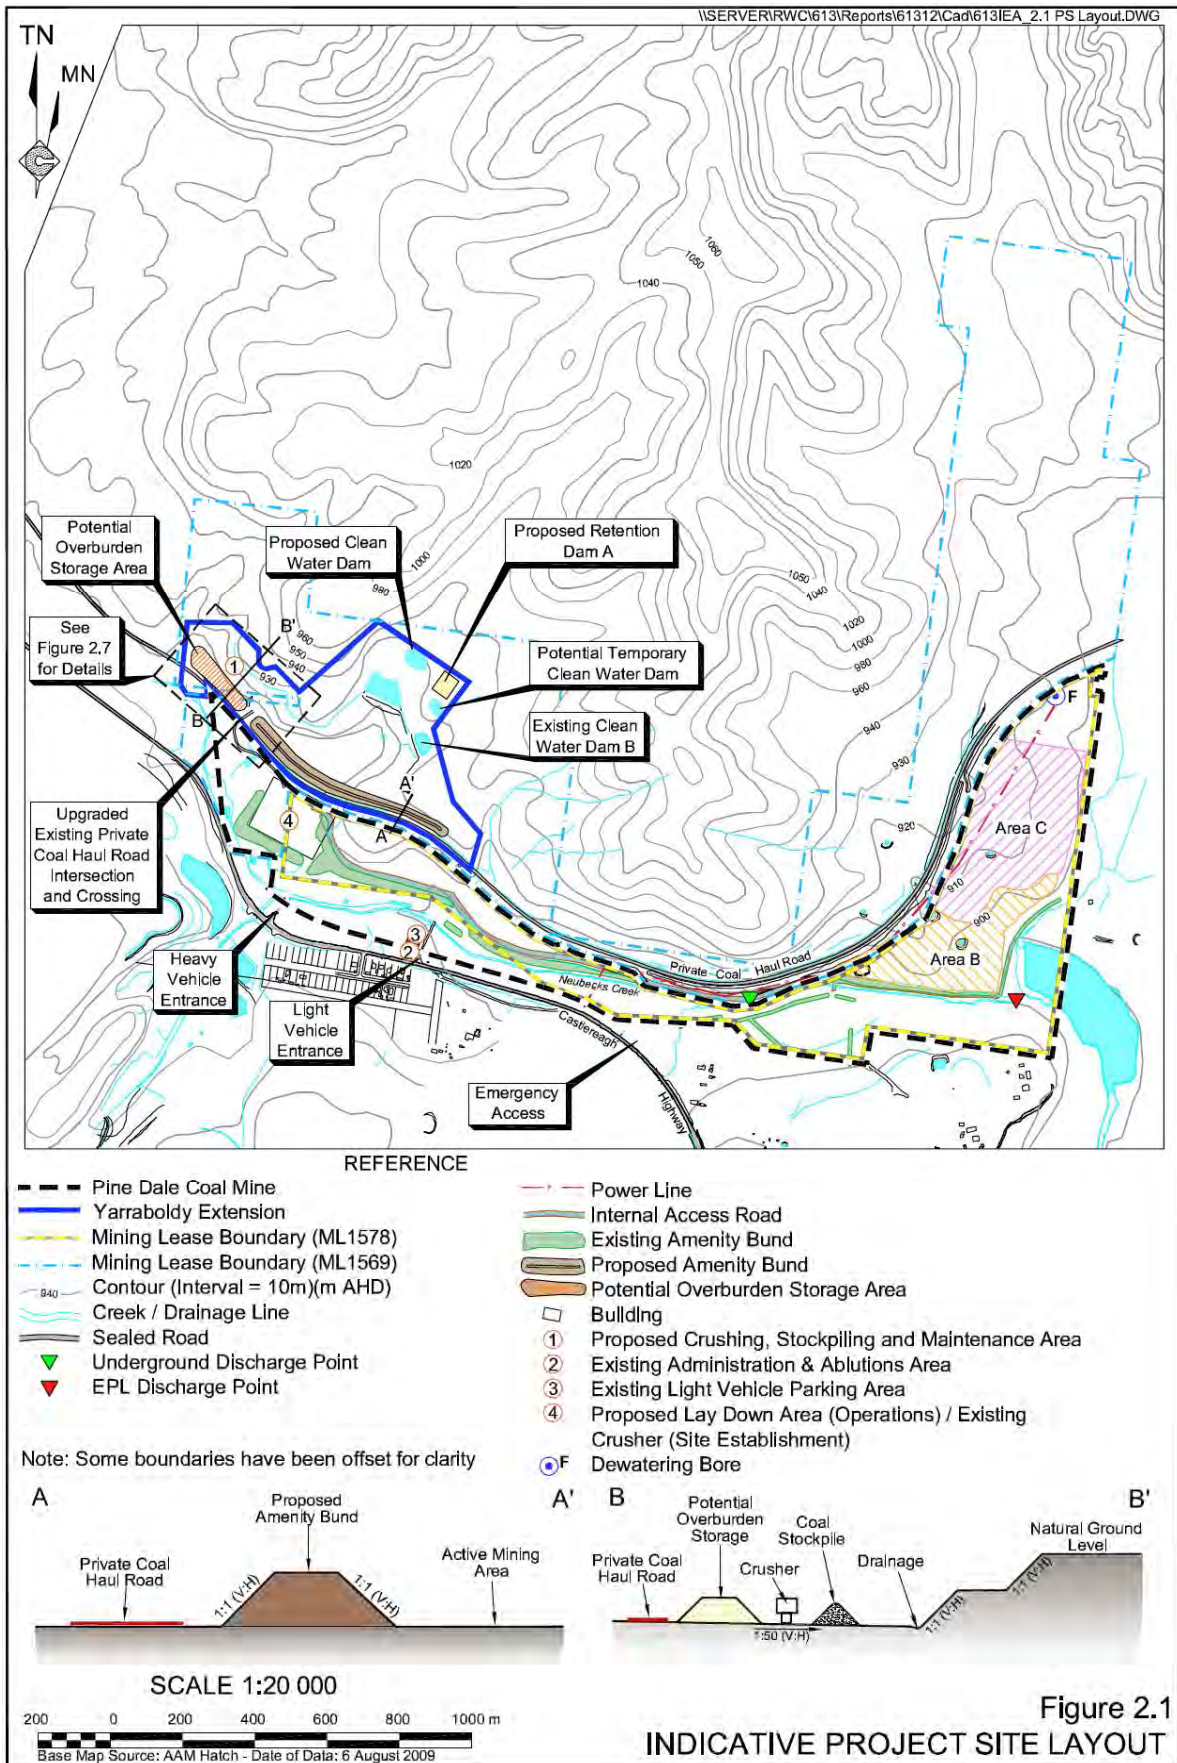 \\SERVER\RWC\613\Reports\61312\Cad\613IEA_2.1 PS Layout.DWG
TN
MN
1060
1050
1040
1020
1000
980
Potential
Overburden
Storage Area
Proposed Clean
Water Dam
Proposed Retention
Dam A
1050
1040
1020
1000
980
960
940
930
920
910
900
See
Figure 2.7
for Details
B'
960
950
940
930
1
B
Potential Temporary
Clean Water Dam
Existing Clean
Water Dam B
F
A'
A
4
Area C
Upgraded
Existing Private
Coal Haul Road
Intersection
and Crossing
3
2
Area B
Heavy
Vehicle
Entrance
Private Coal Haul Road
Neubecks Creek
Light
Vehicle
Entrance
Castlereagh
Highway
Emergency
Access
REFERENCE
Pine Dale Coal Mine
Yarraboldy Extension
Mining Lease Boundary (ML1578)
Mining Lease Boundary (ML1569)
940 Contour (Interval = 10m)(m AHD)
Creek / Drainage Line
Sealed Road
Underground Discharge Point
EPL Discharge Point
Power Line
Internal Access Road
Existing Amenity Bund
Proposed Amenity Bund
Potential Overburden Storage Area
Building
1 Proposed Crushing, Stockpiling and Maintenance Area
2 Existing Administration & Ablutions Area
3 Existing Light Vehicle Parking Area
4 Proposed Lay Down Area (Operations) / Existing
Crusher (Site Establishment)
F Dewatering Bore
Note: Some boundaries have been offset for clarity
A
A'
Proposed
Amenity Bund
Private Coal
Haul Road
1:1 (V:H)
1:1 (V:H)
Active Mining
Area
B
B'
Potential
Overburden
Storage
Coal
Stockpile
Natural Ground
Level
Private Coal
Haul Road
Crusher
Drainage
1:50 (V:H)
1:1 (V:H)
1:1 (V:H)
SCALE 1:20 000
200 0 200 400 600 800 1000 m
Base Map Source: AAM Hatch - Date of Data: 6 August 2009
Figure 2.1
INDICATIVE PROJECT SITE LAYOUT